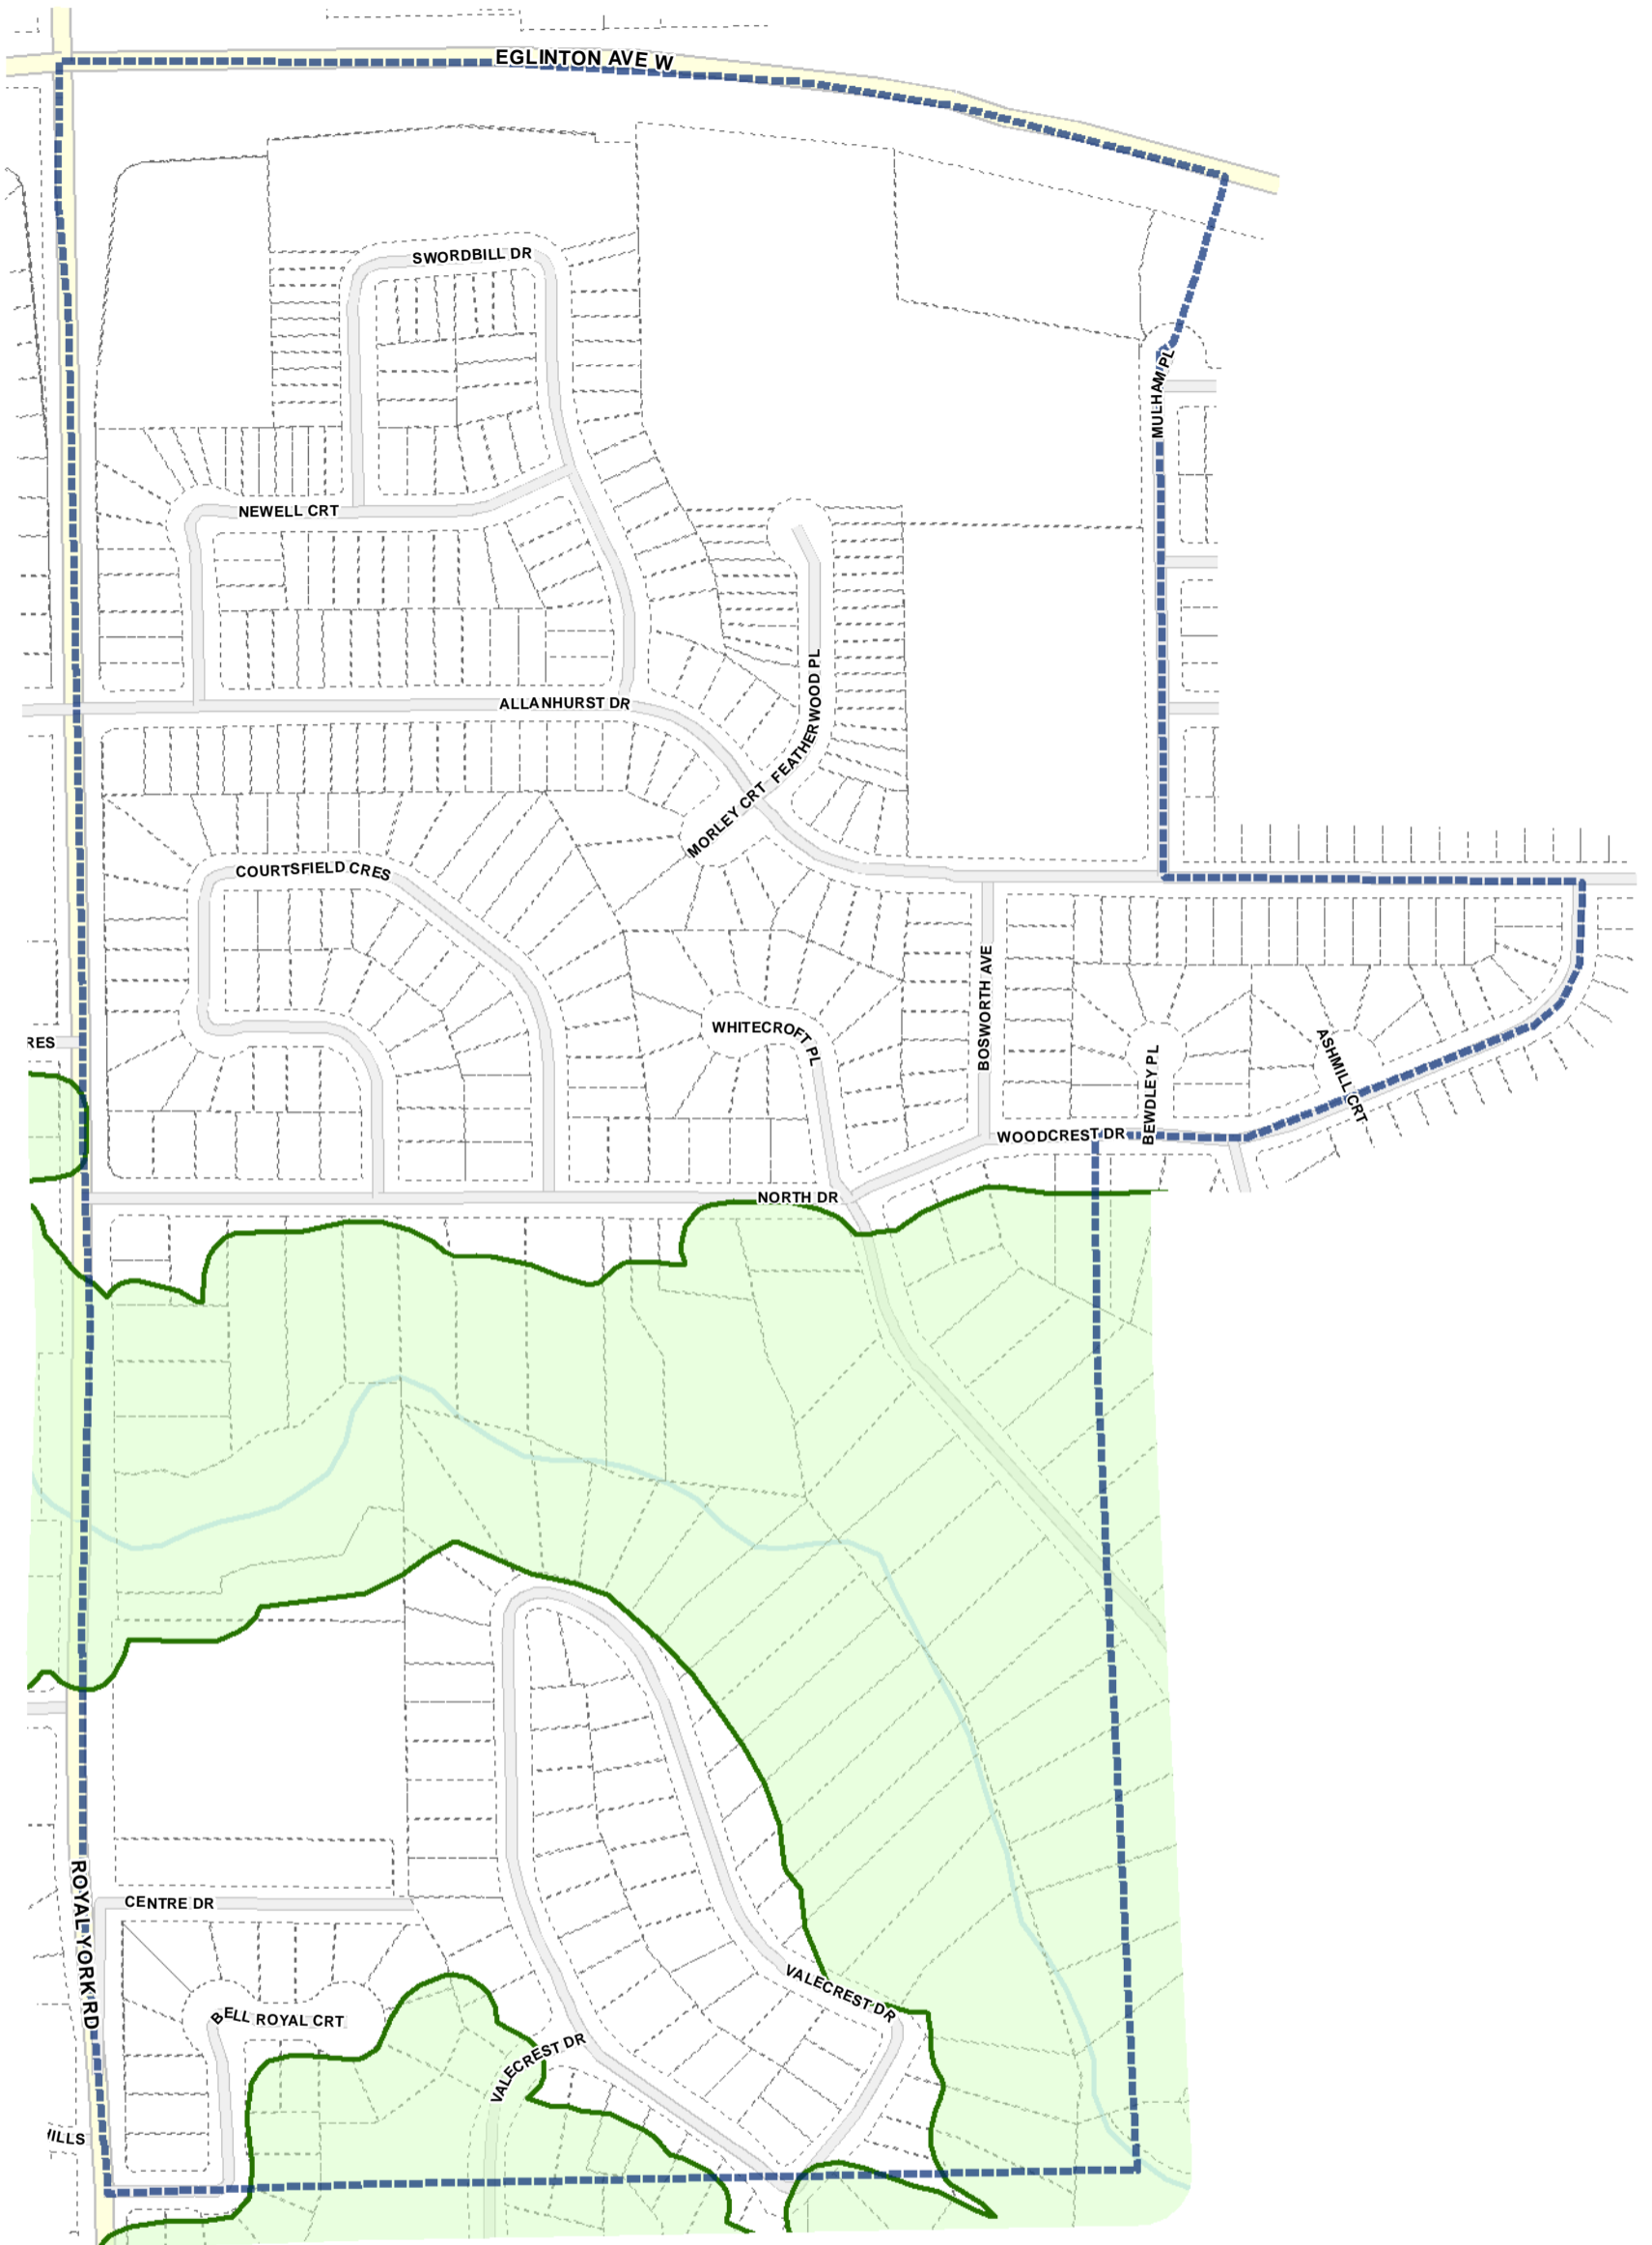 EGLINTON AVE W
SWORDBILL DR
MULHAM PL
NEWELL CRT
ALLANHURST DR
FEATHERWOOD PL
MORLEY CRT
COURTSFIELD CRES
BOSWORTH AVE
WHITECROFT PL
RES
ASHMILL CRT
BEWDLEY PL
WOODCREST DR
NORTH DR
ROYAL YORK RD
CENTRE DR
VALECREST DR
BELL ROYAL CRT
VALECREST DR
ILLS